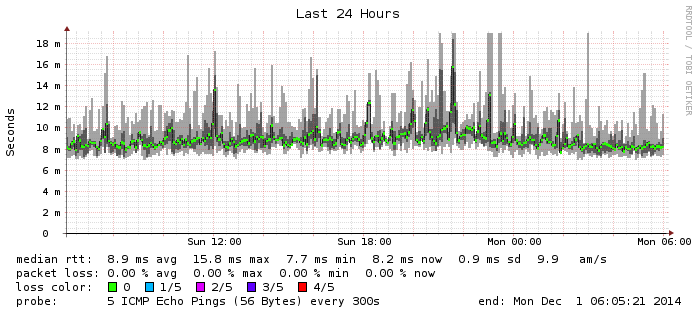 Last 24 Hours
RRDTOOL / TOBI OETIKER
Seconds
18 m
16 m
14 m
12 m
10 m
8 m
6 m
4 m
2 m
0
Sun 12:00 Sun 18:00 Mon 00:00 Mon 06:00
median rtt: 8.9 ms avg 15.8 ms max 7.7 ms min 8.2 ms now 0.9 ms sd 9.9 am/s
packet loss: 0.00 % avg 0.00 % max 0.00 % min 0.00 % now
loss color: 0 1/5 2/5 3/5 4/5
probe: 5 ICMP Echo Pings (56 Bytes) every 300s end: Mon Dec 1 06:05:21 2014